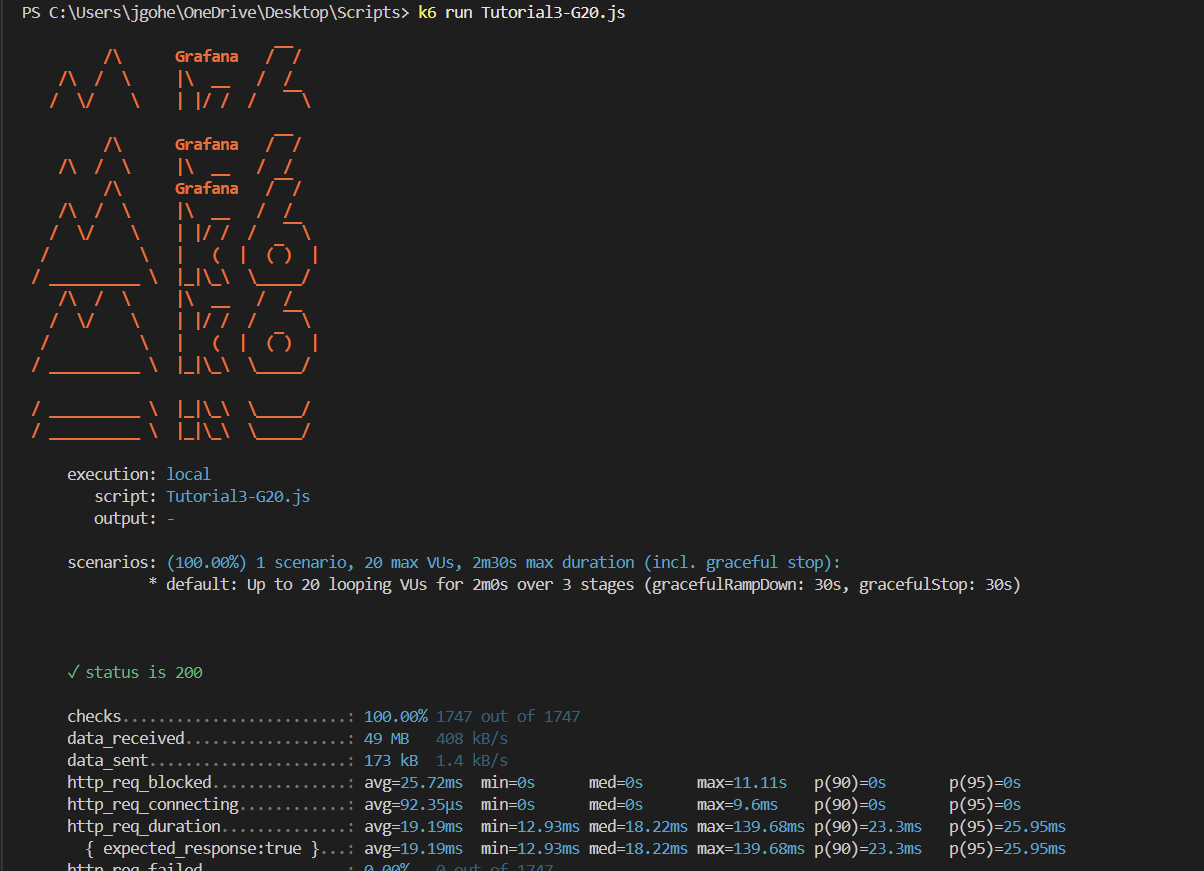 PS C:\Users\jgohe\OneDrive\Desktop\Scripts> k6 run Tutorial3-G20.js
Grafana
Grafana
Grafana
execution: local
script: Tutorial3-G20.js
output: -
scenarios: (100.00%) 1 scenario, 20 max VUs, 2m30s max duration (incl. graceful stop):
* default: Up to 20 looping VUs for 2m0s over 3 stages (gracefulRampDown: 30s, gracefulStop: 30s)
✓ status is 200
checks.........................: 100.00% 1747 out of 1747
data_received..................: 49 MB 408 kB/s
data_sent......................: 173 kB 1.4 kB/s
http_req_blocked...............: avg=25.72ms min=0s med=0s max=11.11s p(90)=0s p(95)=0s
http_req_connecting............: avg=92.35µs min=0s med=0s max=9.6ms p(90)=0s p(95)=0s
http_req_duration..............: avg=19.19ms min=12.93ms med=18.22ms max=139.68ms p(90)=23.3ms p(95)=25.95ms
{ expected_response:true }...: avg=19.19ms min=12.93ms med=18.22ms max=139.68ms p(90)=23.3ms p(95)=25.95ms
http_req_failed................: 0.00% 0 out of 1747